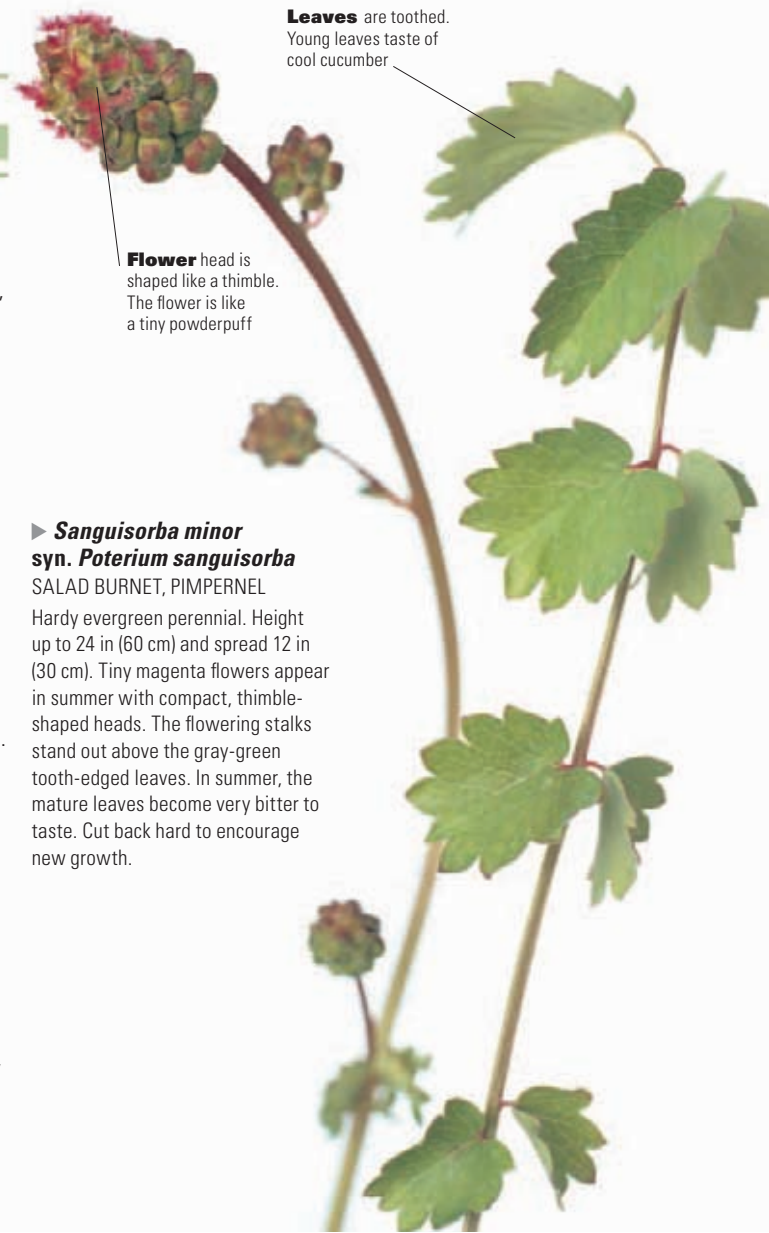 Leaves are toothed.
Young leaves taste of
cool cucumber
Flower head is
shaped like a thimble.
The flower is like
a tiny powderpuff
▶ Sanguisorba minor
syn. Poterium sanguisorba
SALAD BURNET, PIMPERNEL
Hardy evergreen perennial. Height
up to 24 in (60 cm) and spread 12 in
(30 cm). Tiny magenta flowers appear
in summer with compact, thimble-
shaped heads. The flowering stalks
stand out above the gray-green
tooth-edged leaves. In summer, the
mature leaves become very bitter to
taste. Cut back hard to encourage
new growth.